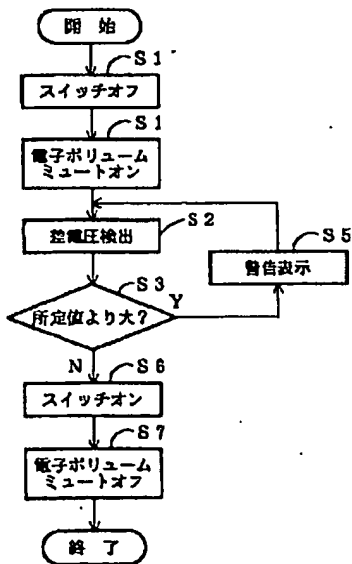 開 始
S1
スイッチオフ
S1
電子ボリューム
ミュートオン
S2
差電圧検出
S5
警告表示
S3
所定値より大?
Y
N
S6
スイッチオン
S7
電子ボリューム
ミュートオフ
終 了